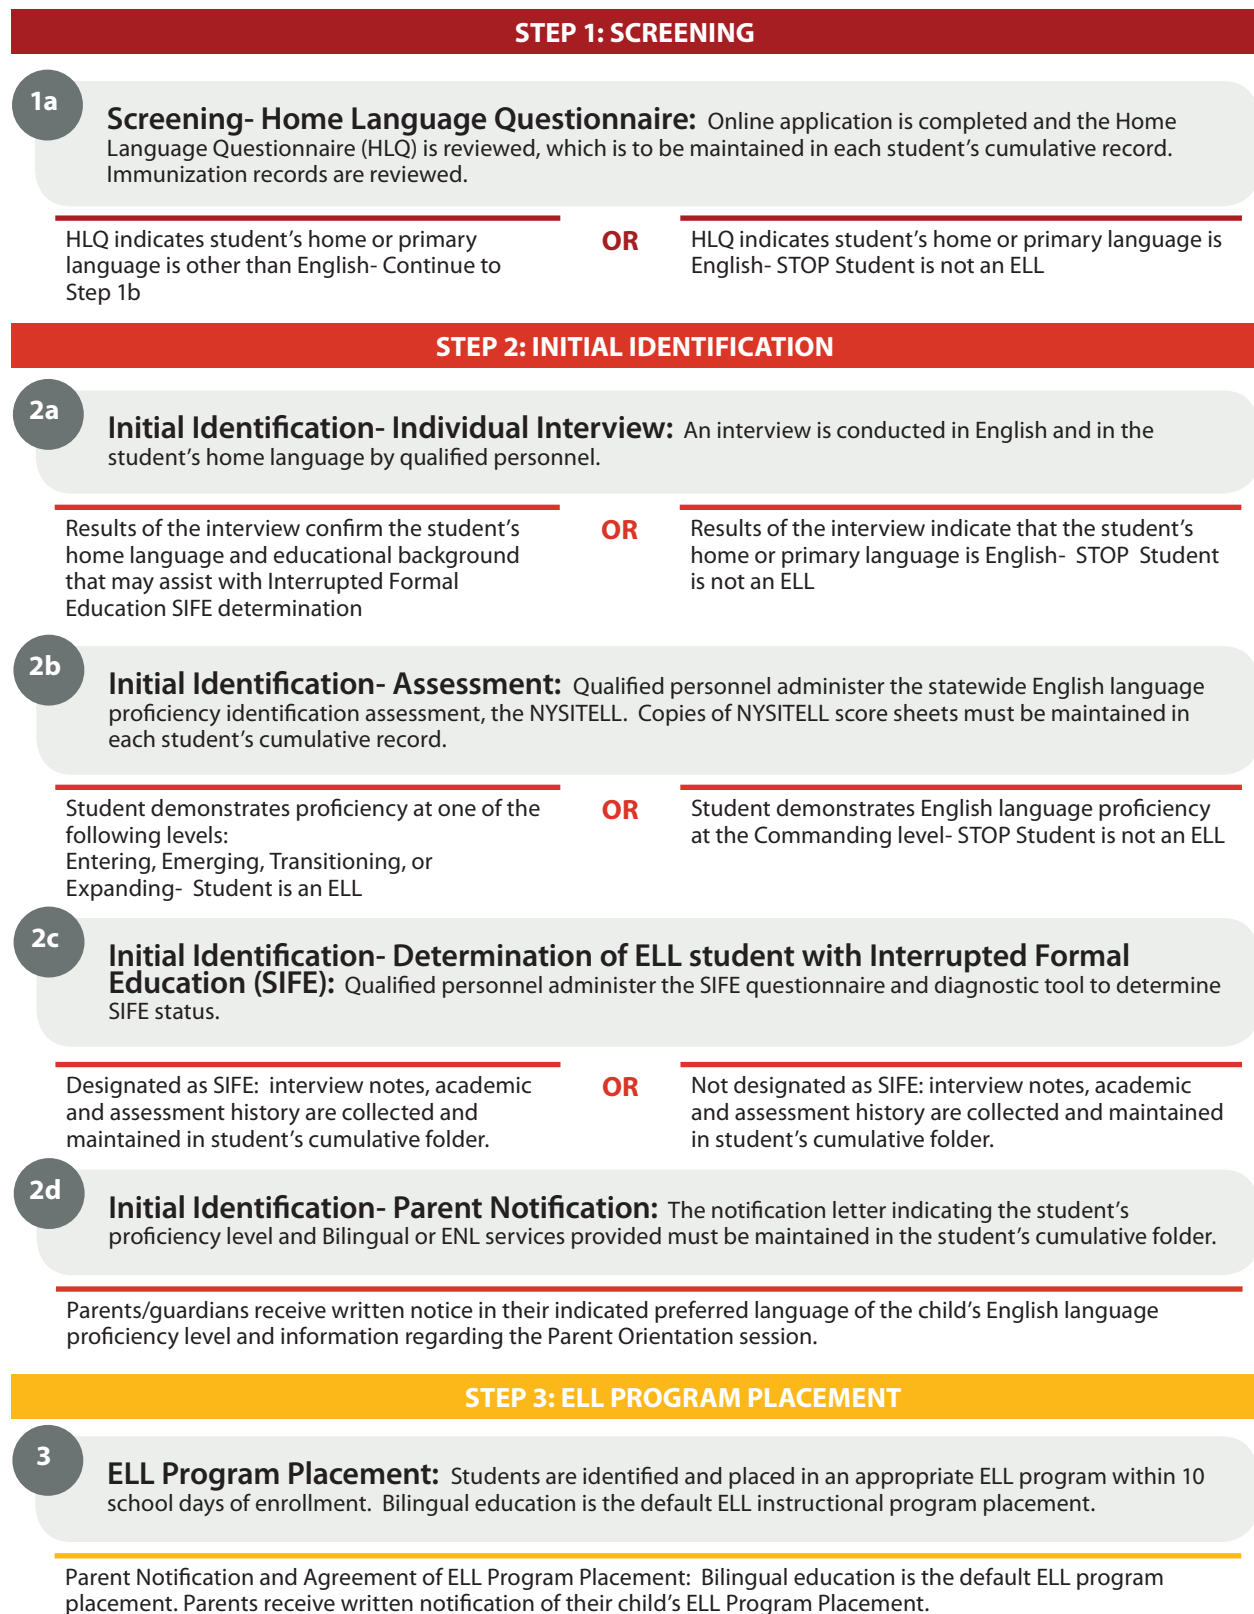 STEP 1: SCREENING
1a
Screening- Home Language Questionnaire: Online application is completed and the Home
Language Questionnaire (HLQ) is reviewed, which is to be maintained in each student’s cumulative record.
Immunization records are reviewed.
HLQ indicates student’s home or primary
language is other than English- Continue to
Step 1b
OR
HLQ indicates student’s home or primary language is
English- STOP Student is not an ELL
STEP 2: INITIAL IDENTIFICATION
2a
Initial Identification- Individual Interview: An interview is conducted in English and in the
student’s home language by qualified personnel.
Results of the interview confirm the student’s
home language and educational background
that may assist with Interrupted Formal
Education SIFE determination
OR
Results of the interview indicate that the student’s
home or primary language is English- STOP Student
is not an ELL
2b
Initial Identification- Assessment: Qualified personnel administer the statewide English language
proficiency identification assessment, the NYSITELL. Copies of NYSITELL score sheets must be maintained in
each student’s cumulative record.
Student demonstrates proficiency at one of the
following levels:
Entering, Emerging, Transitioning, or
Expanding- Student is an ELL
OR
Student demonstrates English language proficiency
at the Commanding level- STOP Student is not an ELL
2c
Initial Identification- Determination of ELL student with Interrupted Formal
Education (SIFE): Qualified personnel administer the SIFE questionnaire and diagnostic tool to determine
SIFE status.
Designated as SIFE: interview notes, academic
and assessment history are collected and
maintained in student’s cumulative folder.
OR
Not designated as SIFE: interview notes, academic
and assessment history are collected and maintained
in student’s cumulative folder.
2d
Initial Identification- Parent Notification: The notification letter indicating the student’s
proficiency level and Bilingual or ENL services provided must be maintained in the student’s cumulative folder.
Parents/guardians receive written notice in their indicated preferred language of the child’s English language
proficiency level and information regarding the Parent Orientation session.
STEP 3: ELL PROGRAM PLACEMENT
3
ELL Program Placement: Students are identified and placed in an appropriate ELL program within 10
school days of enrollment. Bilingual education is the default ELL instructional program placement.
Parent Notification and Agreement of ELL Program Placement: Bilingual education is the default ELL program
placement. Parents receive written notification of their child’s ELL Program Placement.